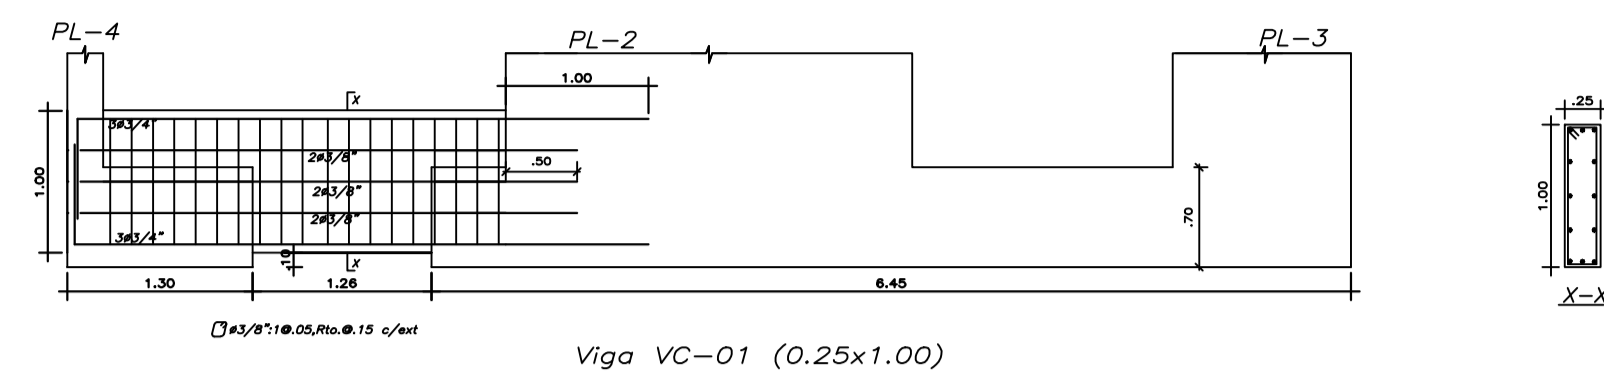 PL-4
PL-2
PL-3
1.00
x
3ø3/4"
2ø3/8"
.50
2ø3/8"
2ø3/8"
3ø3/4"
1.00
.10
x
.70
1.30
1.26
6.45
ø3/8":1@.05,Rto.@.15 c/ext
Viga VC-01 (0.25x1.00)
.25
1.00
X-X